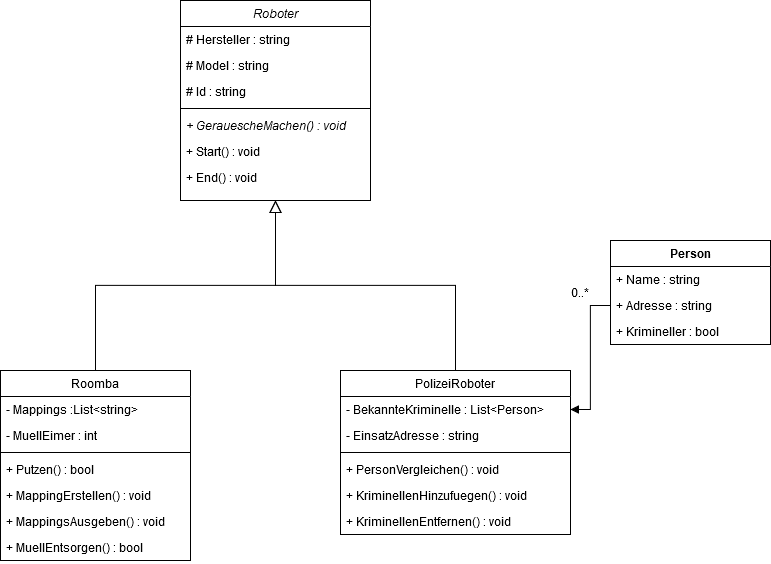 Roboter
# Hersteller : string
# Model : string
# Id : string
+ GerauescheMachen() : void
+ Start() : void
+ End() : void
Person
+ Name : string
+ Adresse : string
+ Krimineller : bool
0..*
Roomba
- Mappings :List<string>
- MuellEimer : int
+ Putzen() : bool
+ MappingErstellen() : void
+ MappingsAusgeben() : void
+ MuellEntsorgen() : bool
PolizeiRoboter
- BekannteKriminelle : List<Person>
- EinsatzAdresse : string
+ PersonVergleichen() : void
+ KriminellenHinzufuegen() : void
+ KriminellenEntfernen() : void